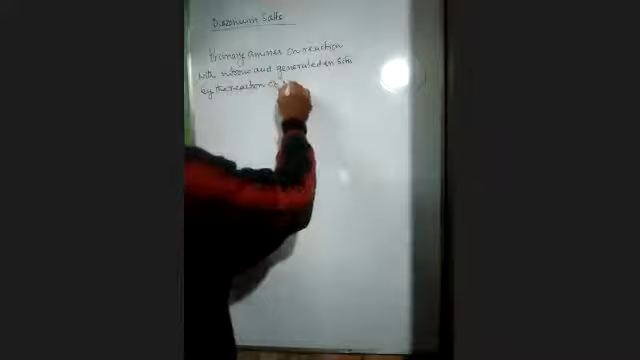 Diazonium Salts
Primary amines on reaction
with nitrous acid generated in Situ
by the reaction of